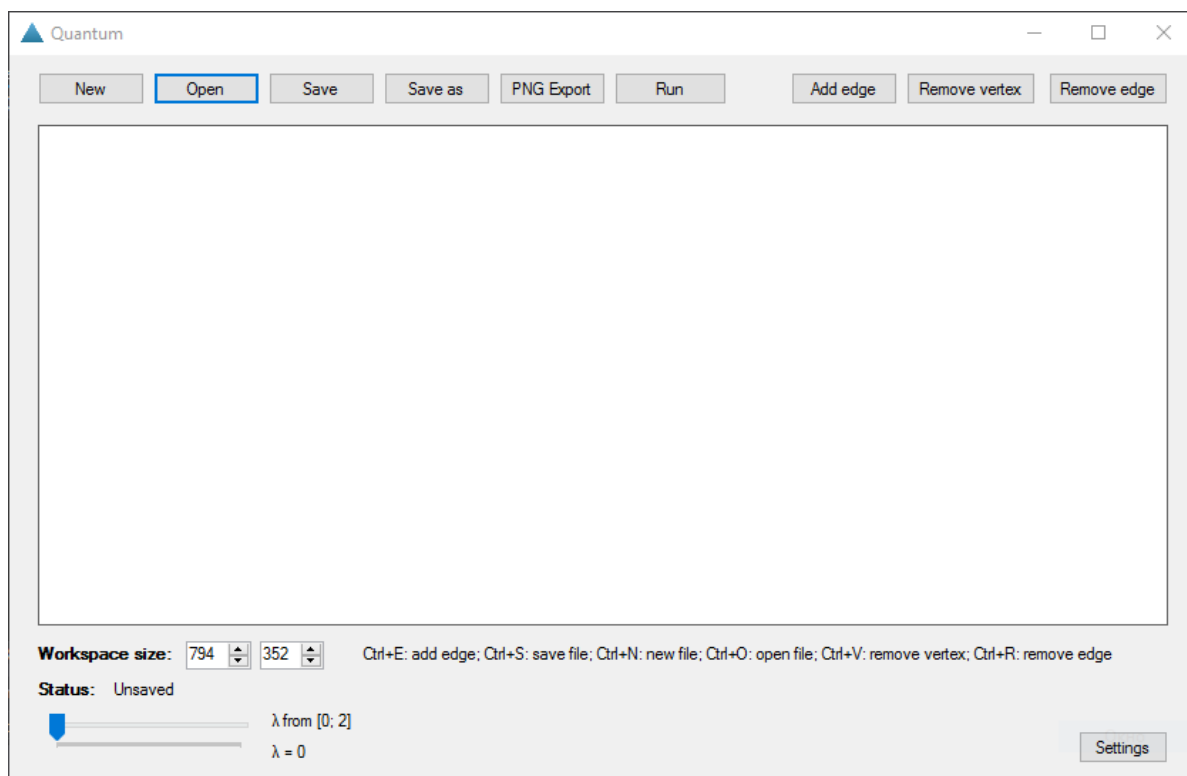 Quantum
New Open Save Save as PNG Export Run Add edge Remove vertex Remove edge
Workspace size: 794 352 Ctrl+E: add edge; Ctrl+S: save file; Ctrl+N: new file; Ctrl+O: open file; Ctrl+V: remove vertex; Ctrl+R: remove edge
Status: Unsaved
λ from [0; 2]
λ = 0
Settings